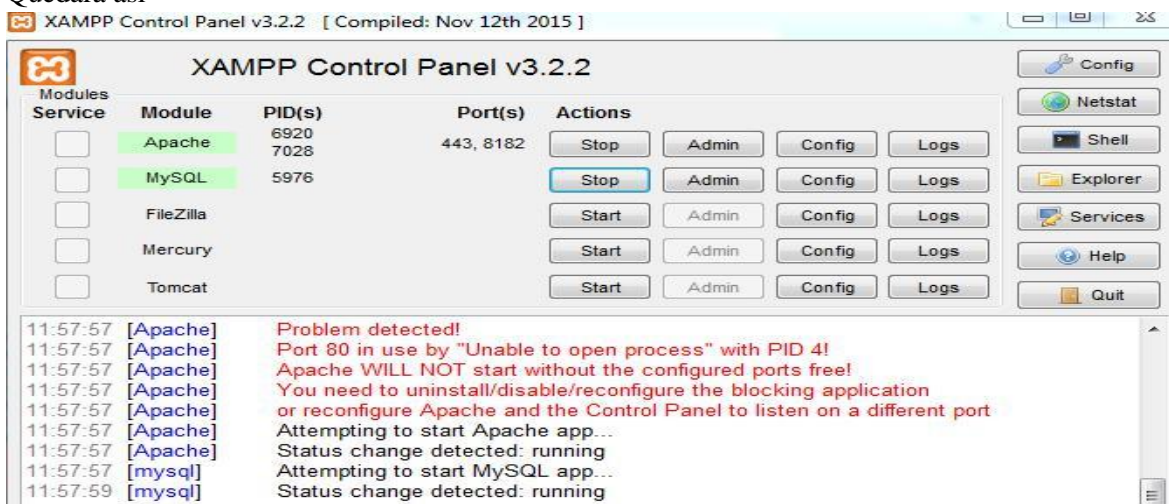 Quedará así
XAMPP Control Panel v3.2.2 [ Compiled: Nov 12th 2015 ]
XAMPP Control Panel v3.2.2
Config
Modules
Service Module PID(s) Port(s) Actions
Netstat
Apache 6920 7028 443, 8182 Stop Admin Config Logs
Shell
MySQL 5976 Stop Admin Config Logs
Explorer
FileZilla Start Admin Config Logs
Services
Mercury Start Admin Config Logs
Help
Tomcat Start Admin Config Logs
Quit
11:57:57 [Apache] Problem detected!
11:57:57 [Apache] Port 80 in use by "Unable to open process" with PID 4!
11:57:57 [Apache] Apache WILL NOT start without the configured ports free!
11:57:57 [Apache] You need to uninstall/disable/reconfigure the blocking application
11:57:57 [Apache] or reconfigure Apache and the Control Panel to listen on a different port
11:57:57 [Apache] Attempting to start Apache app...
11:57:57 [Apache] Status change detected: running
11:57:57 [mysql] Attempting to start MySQL app...
11:57:59 [mysql] Status change detected: running